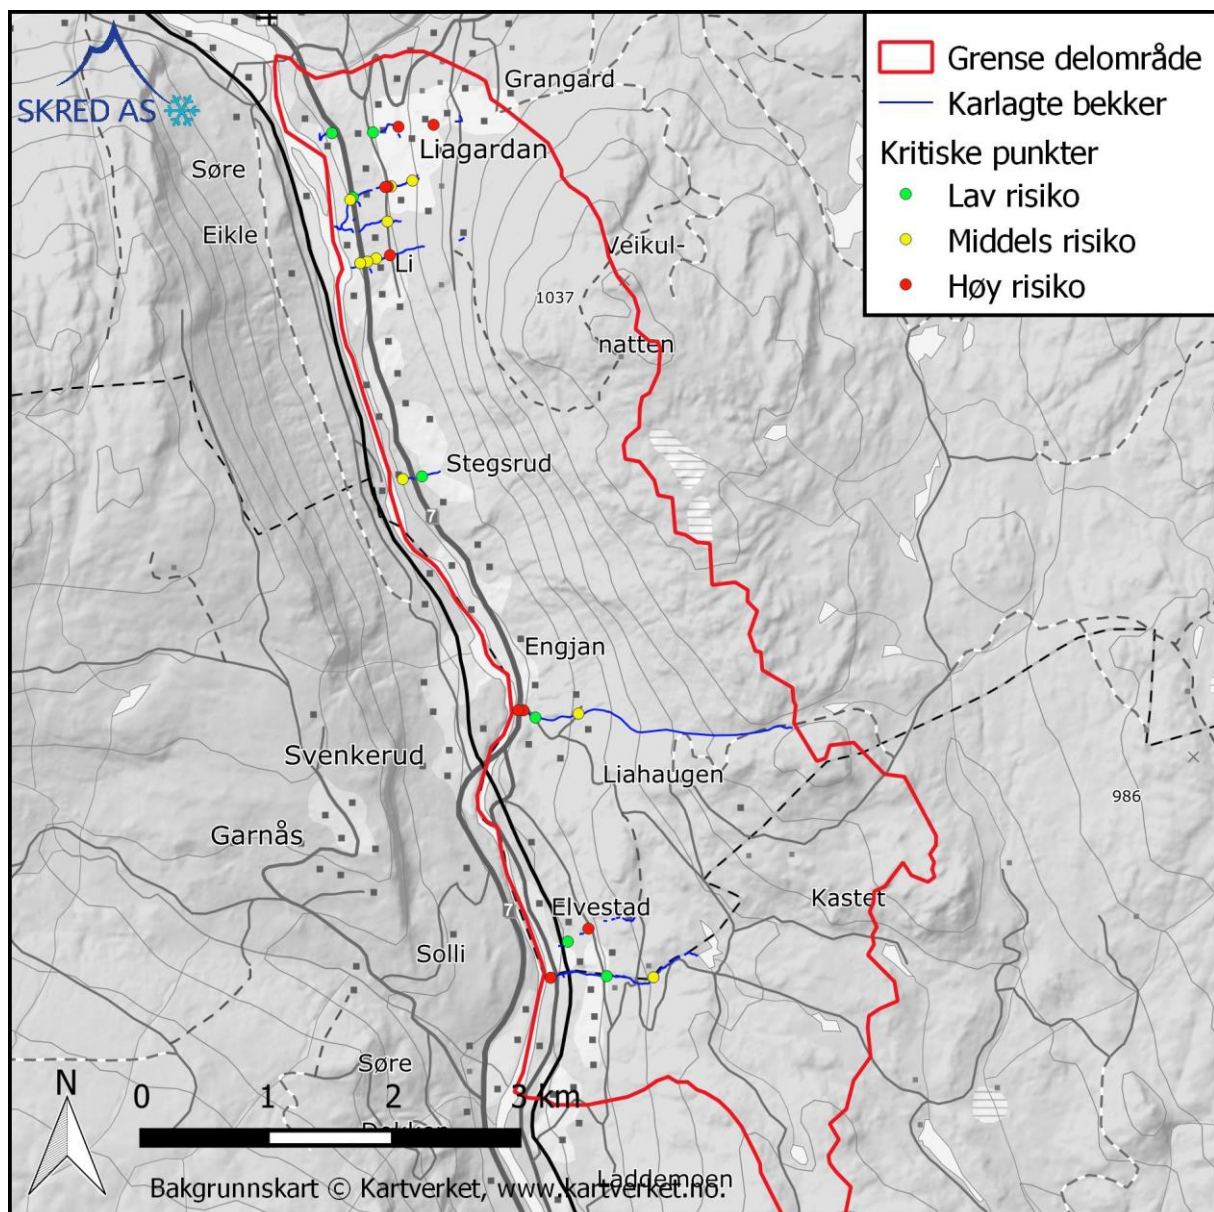 SKRED AS
Grense delområde
Karlagte bekker
Kritiske punkter
Lav risiko
Middels risiko
Høy risiko
Grangard
Liagardan
Søre
Eikle
Veikul-
Li
1037
natten
Stegsrud
7
Engjan
Svenkerud
Liahaugen
986
Garnås
Kastet
Elvestad
7
Solli
Søre
N
0 1 2 3 km
Laddemoen
Bakgrunnskart © Kartverket, www.kartverket.no.